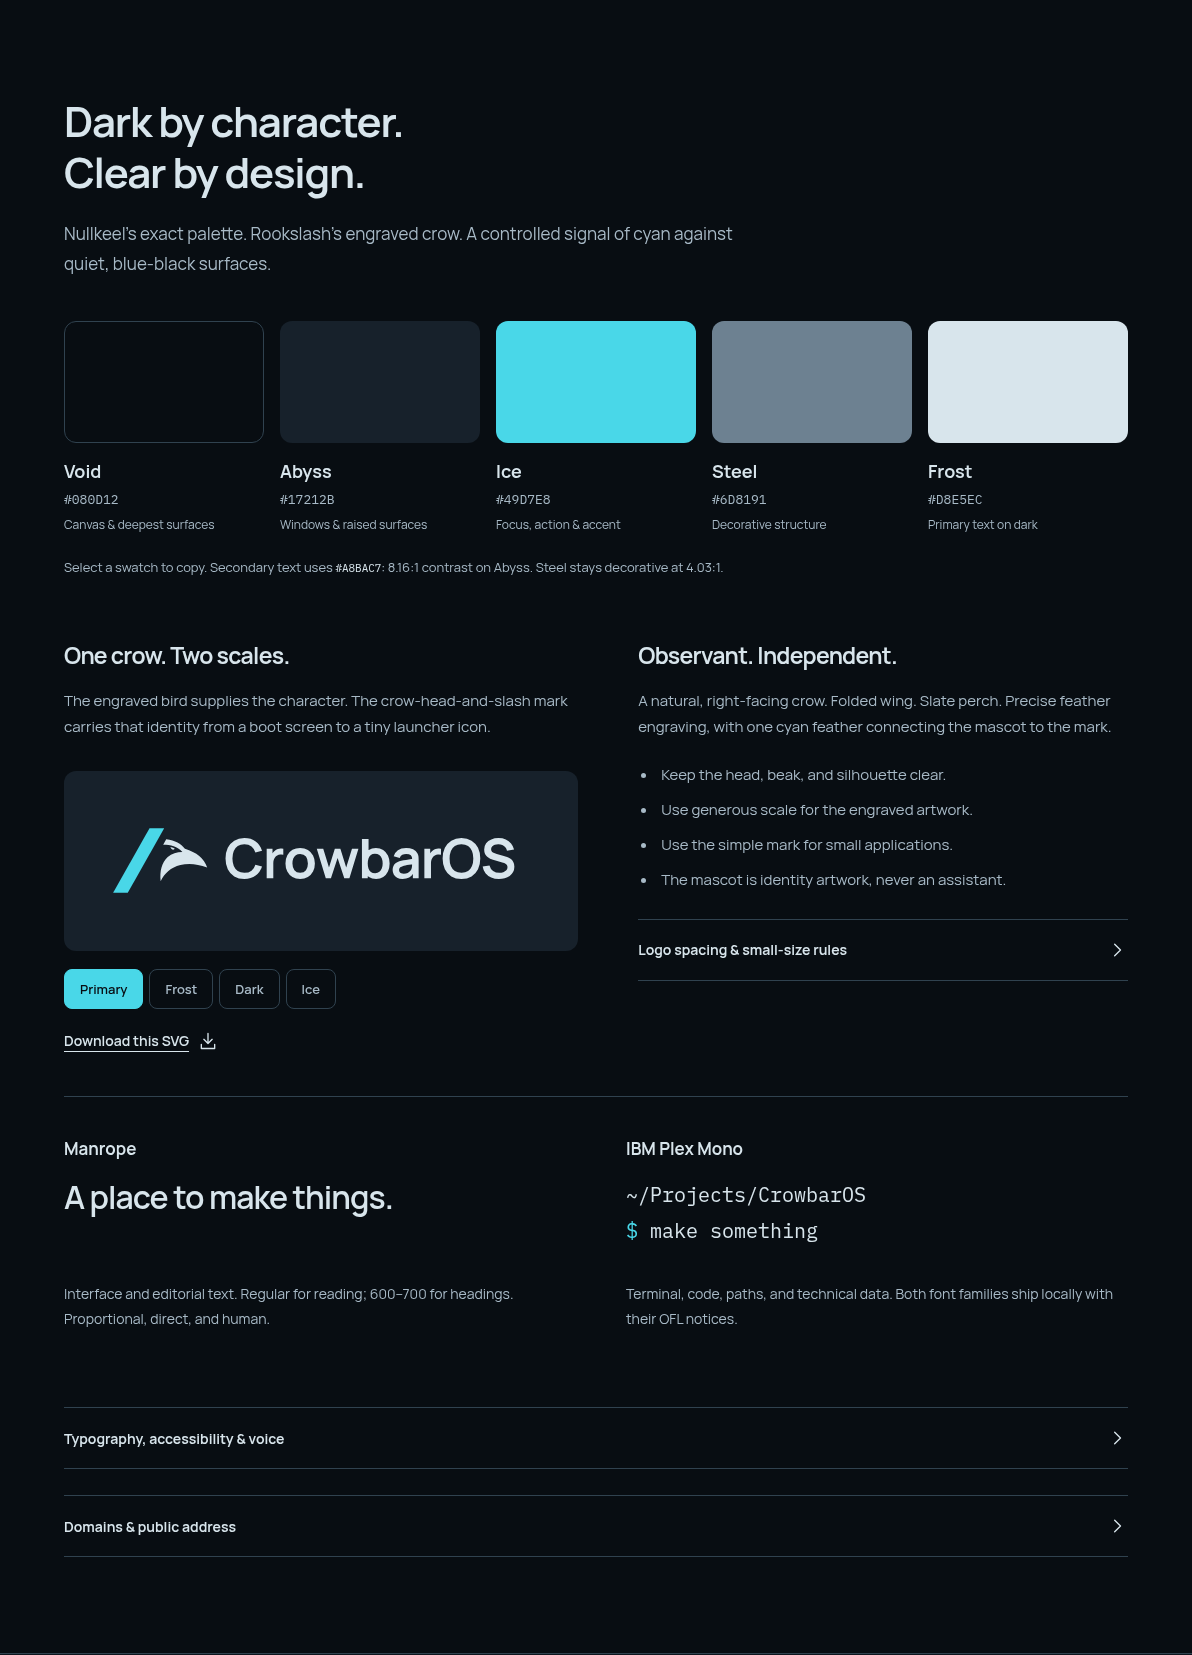 Dark by character.
Clear by design.
Nullkeel's exact palette. Rookslash's engraved crow. A controlled signal of cyan against
quiet, blue-black surfaces.
Void
#080D12
Canvas & deepest surfaces
Abyss
#17212B
Windows & raised surfaces
Ice
#49D7E8
Focus, action & accent
Steel
#6D8191
Decorative structure
Frost
#D8E5EC
Primary text on dark
Select a swatch to copy. Secondary text uses #A8BAC7: 8.16:1 contrast on Abyss. Steel stays decorative at 4.03:1.
One crow. Two scales.
The engraved bird supplies the character. The crow-head-and-slash mark
carries that identity from a boot screen to a tiny launcher icon.
CrowbarOS
Primary
Frost
Dark
Ice
Download this SVG
Observant. Independent.
A natural, right-facing crow. Folded wing. Slate perch. Precise feather
engraving, with one cyan feather connecting the mascot to the mark.
• Keep the head, beak, and silhouette clear.
• Use generous scale for the engraved artwork.
• Use the simple mark for small applications.
• The mascot is identity artwork, never an assistant.
Logo spacing & small-size rules
Manrope
A place to make things.
Interface and editorial text. Regular for reading; 600–700 for headings.
Proportional, direct, and human.
IBM Plex Mono
~/Projects/CrowbarOS
$ make something
Terminal, code, paths, and technical data. Both font families ship locally with
their OFL notices.
Typography, accessibility & voice
Domains & public address